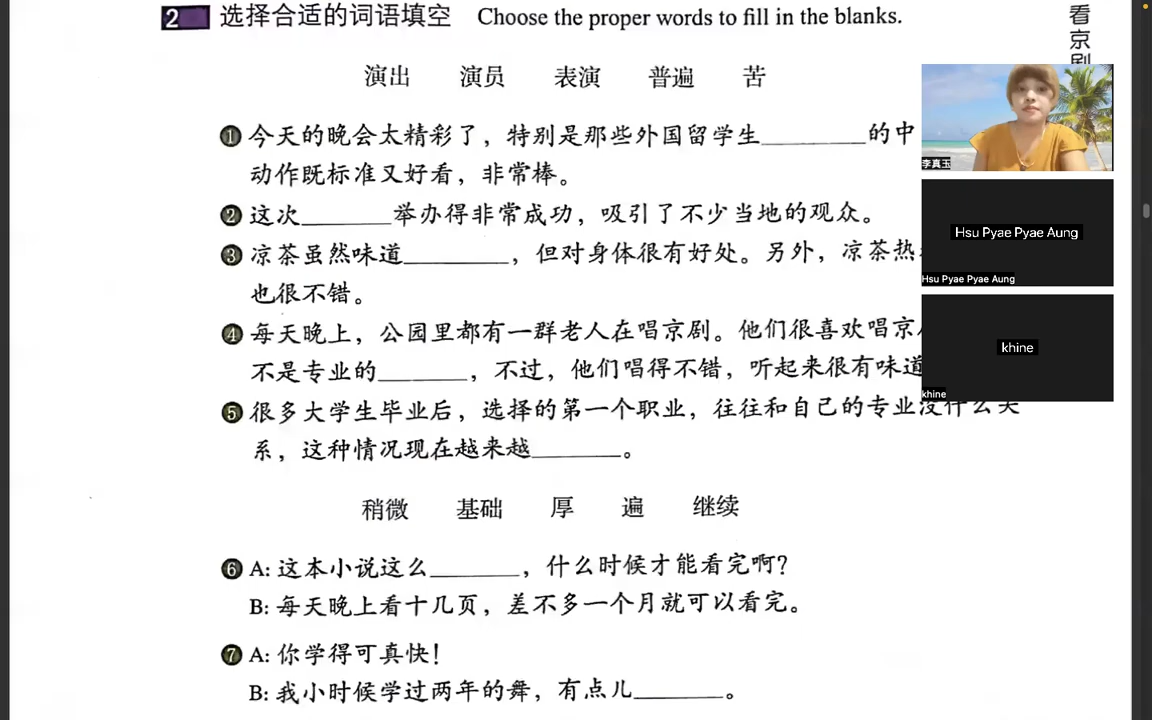 2 选择合适的词语填空 Choose the proper words to fill in the blanks.
看京剧
演出 演员 表演 普遍 苦
❶ 今天的晚会太精彩了，特别是那些外国留学生________的中
动作既标准又好看，非常棒。
❷ 这次_______举办得非常成功，吸引了不少当地的观众。
❸ 凉茶虽然味道________，但对身体很有好处。另外，凉茶热
也很不错。
❹ 每天晚上，公园里都有一群老人在唱京剧。他们很喜欢唱京
不是专业的_______，不过，他们唱得不错，听起来很有味道
❺ 很多大学生毕业后，选择的第一个职业，往往和自己的专业没什么关
系，这种情况现在越来越_______。
稍微 基础 厚 遍 继续
❻ A: 这本小说这么_______，什么时候才能看完啊？
B: 每天晚上看十几页，差不多一个月就可以看完。
❼ A: 你学得可真快！
B: 我小时候学过两年的舞，有点儿_______。
李真玉
Hsu Pyae Pyae Aung
Hsu Pyae Pyae Aung
khine
khine